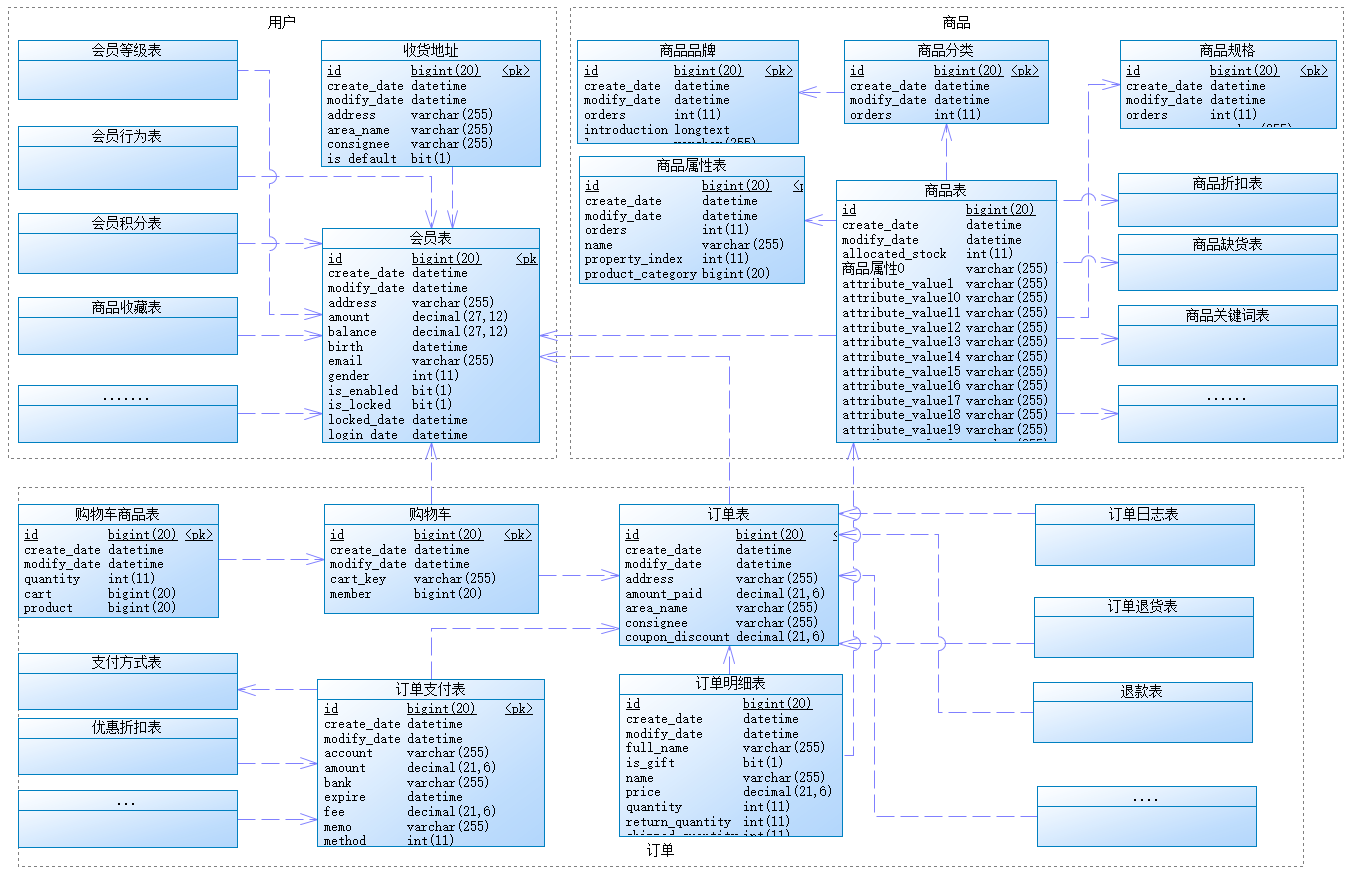 用户
会员等级表
会员行为表
会员积分表
商品收藏表
.......
收货地址
id bigint(20) <pk>
create_date datetime
modify_date datetime
address varchar(255)
area_name varchar(255)
consignee varchar(255)
is_default bit(1)
会员表
id bigint(20) <pk
create_date datetime
modify_date datetime
address varchar(255)
amount decimal(27,12)
balance decimal(27,12)
birth datetime
email varchar(255)
gender int(11)
is_enabled bit(1)
is_locked bit(1)
locked_date datetime
login_date datetime
商品
商品品牌
id bigint(20) <pk>
create_date datetime
modify_date datetime
orders int(11)
introduction longtext
varchar(255)
商品分类
id bigint(20) <pk>
create_date datetime
modify_date datetime
orders int(11)
商品规格
id bigint(20) <pk>
create_date datetime
modify_date datetime
orders int(11)
商品属性表
id bigint(20) <p
create_date datetime
modify_date datetime
orders int(11)
name varchar(255)
property_index int(11)
product_category bigint(20)
商品表
id bigint(20)
create_date datetime
modify_date datetime
allocated_stock int(11)
商品属性0 varchar(255)
attribute_value1 varchar(255)
attribute_value10 varchar(255)
attribute_value11 varchar(255)
attribute_value12 varchar(255)
attribute_value13 varchar(255)
attribute_value14 varchar(255)
attribute_value15 varchar(255)
attribute_value16 varchar(255)
attribute_value17 varchar(255)
attribute_value18 varchar(255)
attribute_value19 varchar(255)
商品折扣表
商品缺货表
商品关键词表
......
购物车商品表
id bigint(20) <pk>
create_date datetime
modify_date datetime
quantity int(11)
cart bigint(20)
product bigint(20)
购物车
id bigint(20) <pk>
create_date datetime
modify_date datetime
cart_key varchar(255)
member bigint(20)
订单表
id bigint(20) <
create_date datetime
modify_date datetime
address varchar(255)
amount_paid decimal(21,6)
area_name varchar(255)
consignee varchar(255)
coupon_discount decimal(21,6)
订单日志表
订单退货表
退款表
....
支付方式表
优惠折扣表
...
订单支付表
id bigint(20) <pk>
create_date datetime
modify_date datetime
account varchar(255)
amount decimal(21,6)
bank varchar(255)
expire datetime
fee decimal(21,6)
memo varchar(255)
method int(11)
订单明细表
id bigint(20)
create_date datetime
modify_date datetime
full_name varchar(255)
is_gift bit(1)
name varchar(255)
price decimal(21,6)
quantity int(11)
return_quantity int(11)
shipped_quantity int(11)
订单